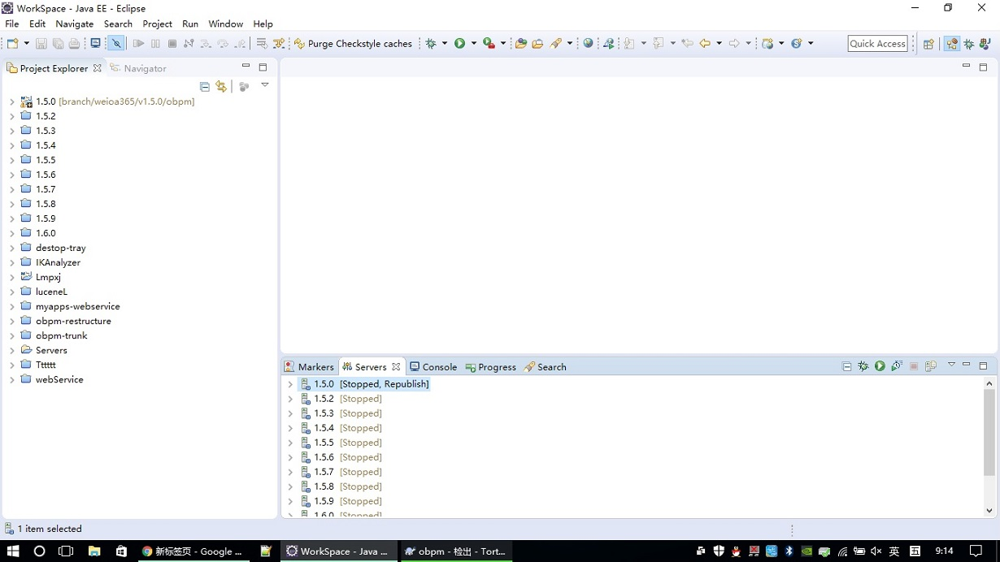 WorkSpace - Java EE - Eclipse
File Edit Navigate Search Project Run Window Help
Purge Checkstyle caches Quick Access
Project Explorer Navigator
1.5.0 [branch/weioa365/v1.5.0/obpm]
1.5.2
1.5.3
1.5.4
1.5.5
1.5.6
1.5.7
1.5.8
1.5.9
1.6.0
destop-tray
IKAnalyzer
Lmpxj
luceneL
myapps-webservice
obpm-restructure
obpm-trunk
Servers
Tttttt
webService
Markers Servers Console Progress Search
1.5.0 [Stopped, Republish]
1.5.2 [Stopped]
1.5.3 [Stopped]
1.5.4 [Stopped]
1.5.5 [Stopped]
1.5.6 [Stopped]
1.5.7 [Stopped]
1.5.8 [Stopped]
1.5.9 [Stopped]
1.6.0 [Stopped]
1 item selected
新标签页 - Google ... WorkSpace - Java ... obpm - 检出 - Tort... 英 9:14